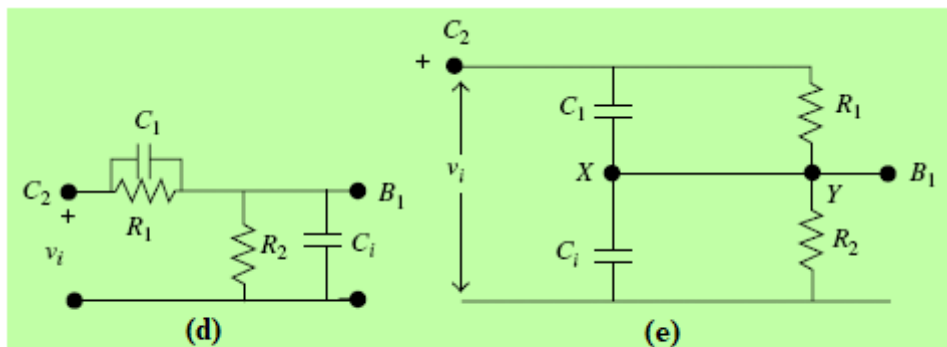 C₁
C₂
+
vᵢ
R₁
R₂
Cᵢ
B₁
(d)
C₂
+
C₁
R₁
vᵢ
X
Y
B₁
Cᵢ
R₂
(e)